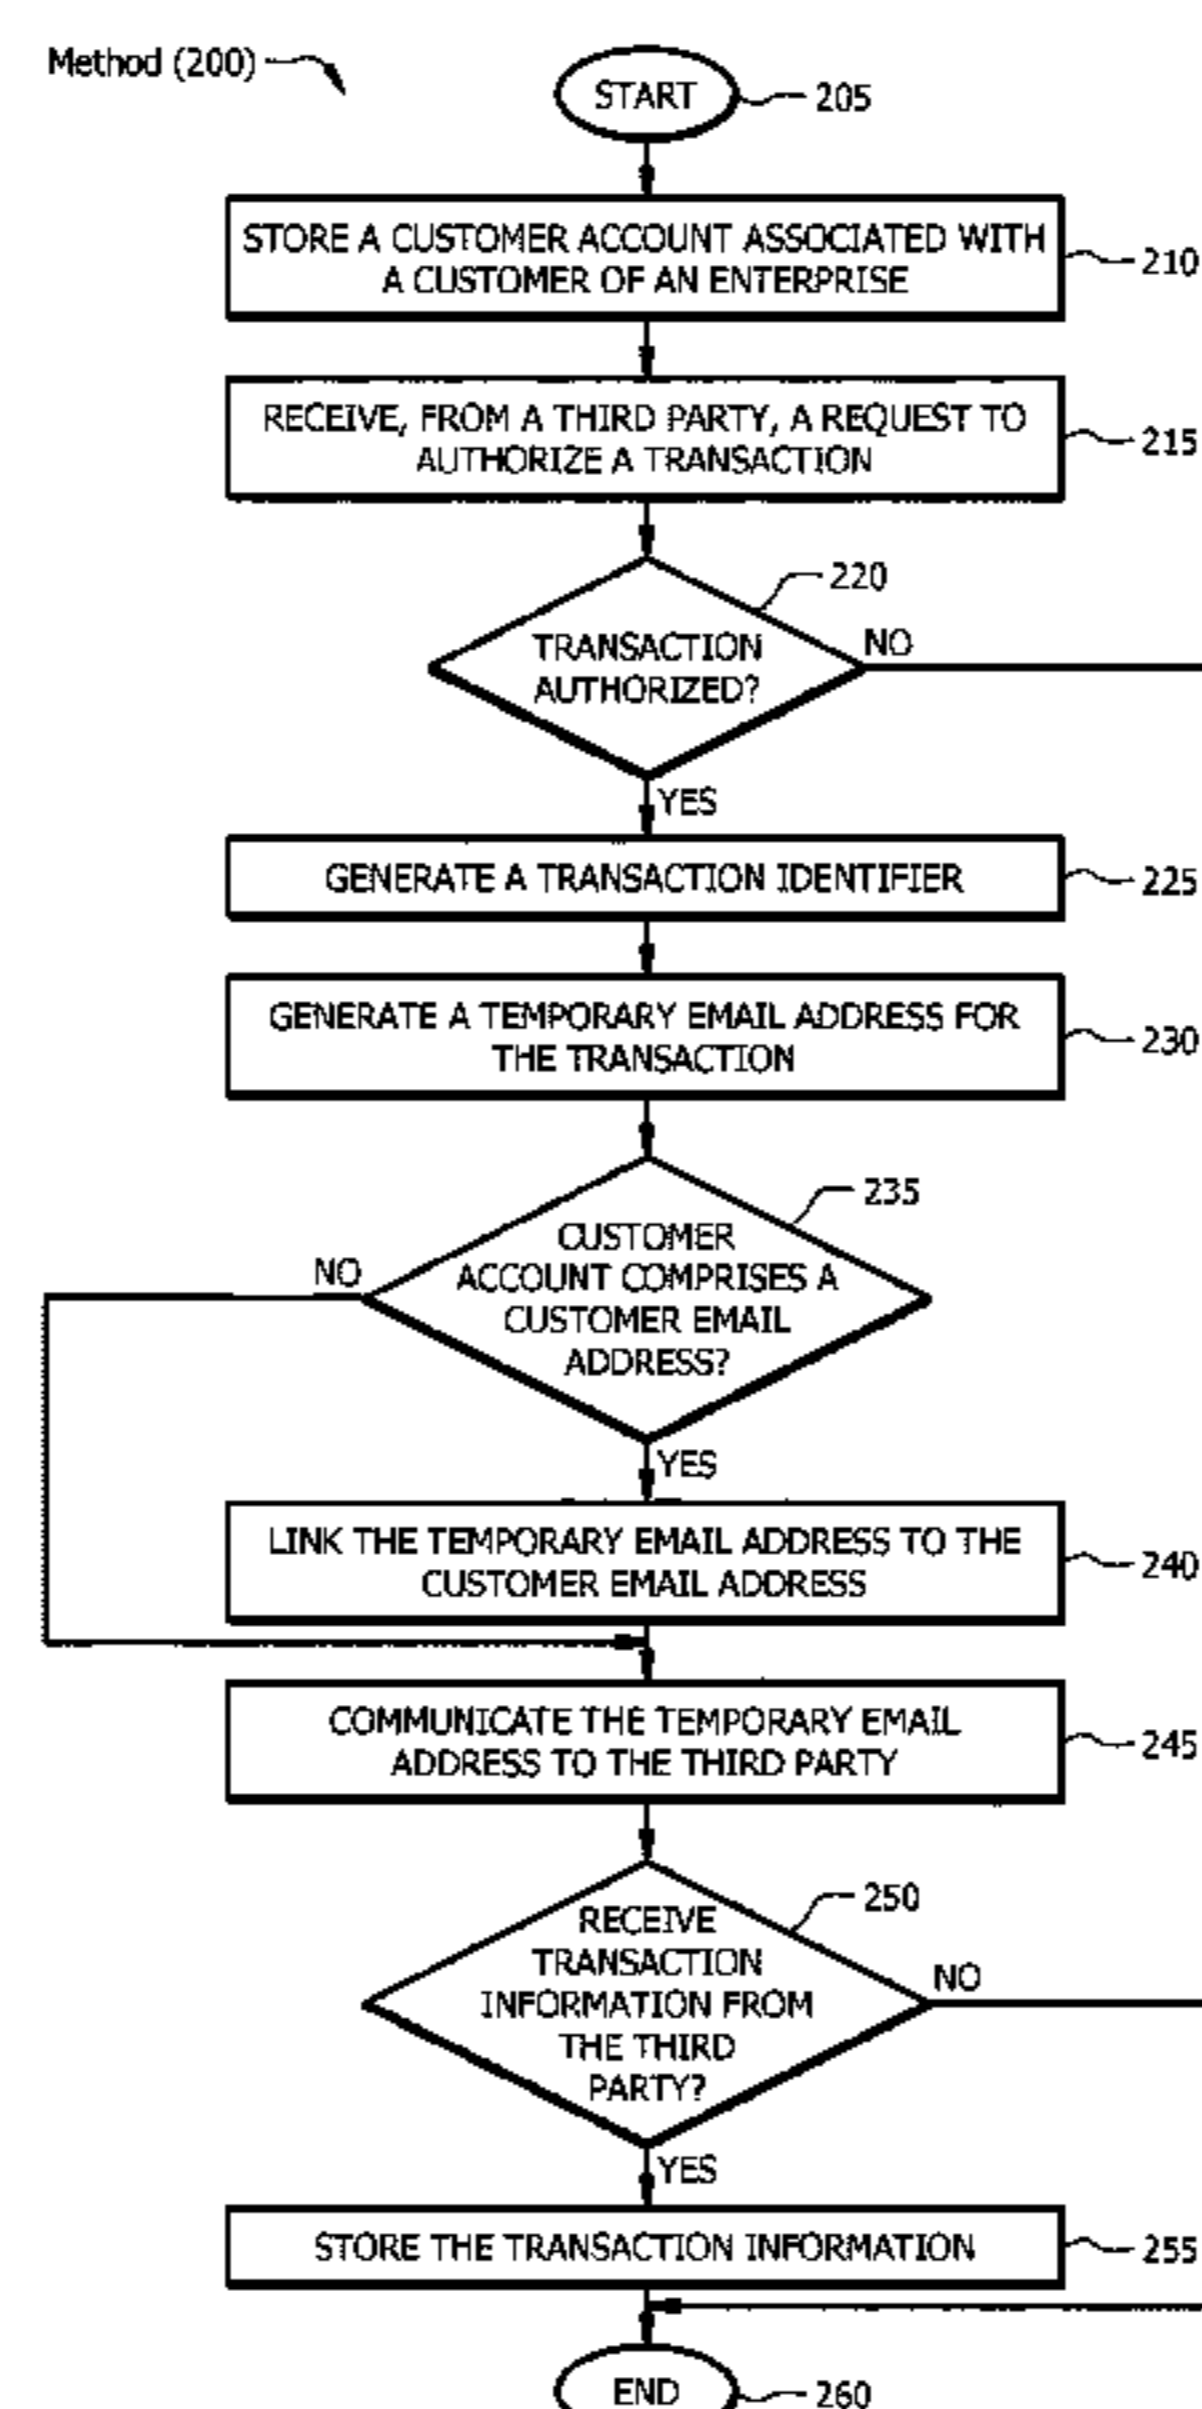 Method (200)
START
205
STORE A CUSTOMER ACCOUNT ASSOCIATED WITH
A CUSTOMER OF AN ENTERPRISE
210
RECEIVE, FROM A THIRD PARTY, A REQUEST TO
AUTHORIZE A TRANSACTION
215
220
TRANSACTION
AUTHORIZED?
NO
YES
GENERATE A TRANSACTION IDENTIFIER
225
GENERATE A TEMPORARY EMAIL ADDRESS FOR
THE TRANSACTION
230
235
CUSTOMER
ACCOUNT COMPRISES A
CUSTOMER EMAIL
ADDRESS?
NO
YES
LINK THE TEMPORARY EMAIL ADDRESS TO THE
CUSTOMER EMAIL ADDRESS
240
COMMUNICATE THE TEMPORARY EMAIL
ADDRESS TO THE THIRD PARTY
245
250
RECEIVE
TRANSACTION
INFORMATION FROM
THE THIRD
PARTY?
NO
YES
STORE THE TRANSACTION INFORMATION
255
END
260